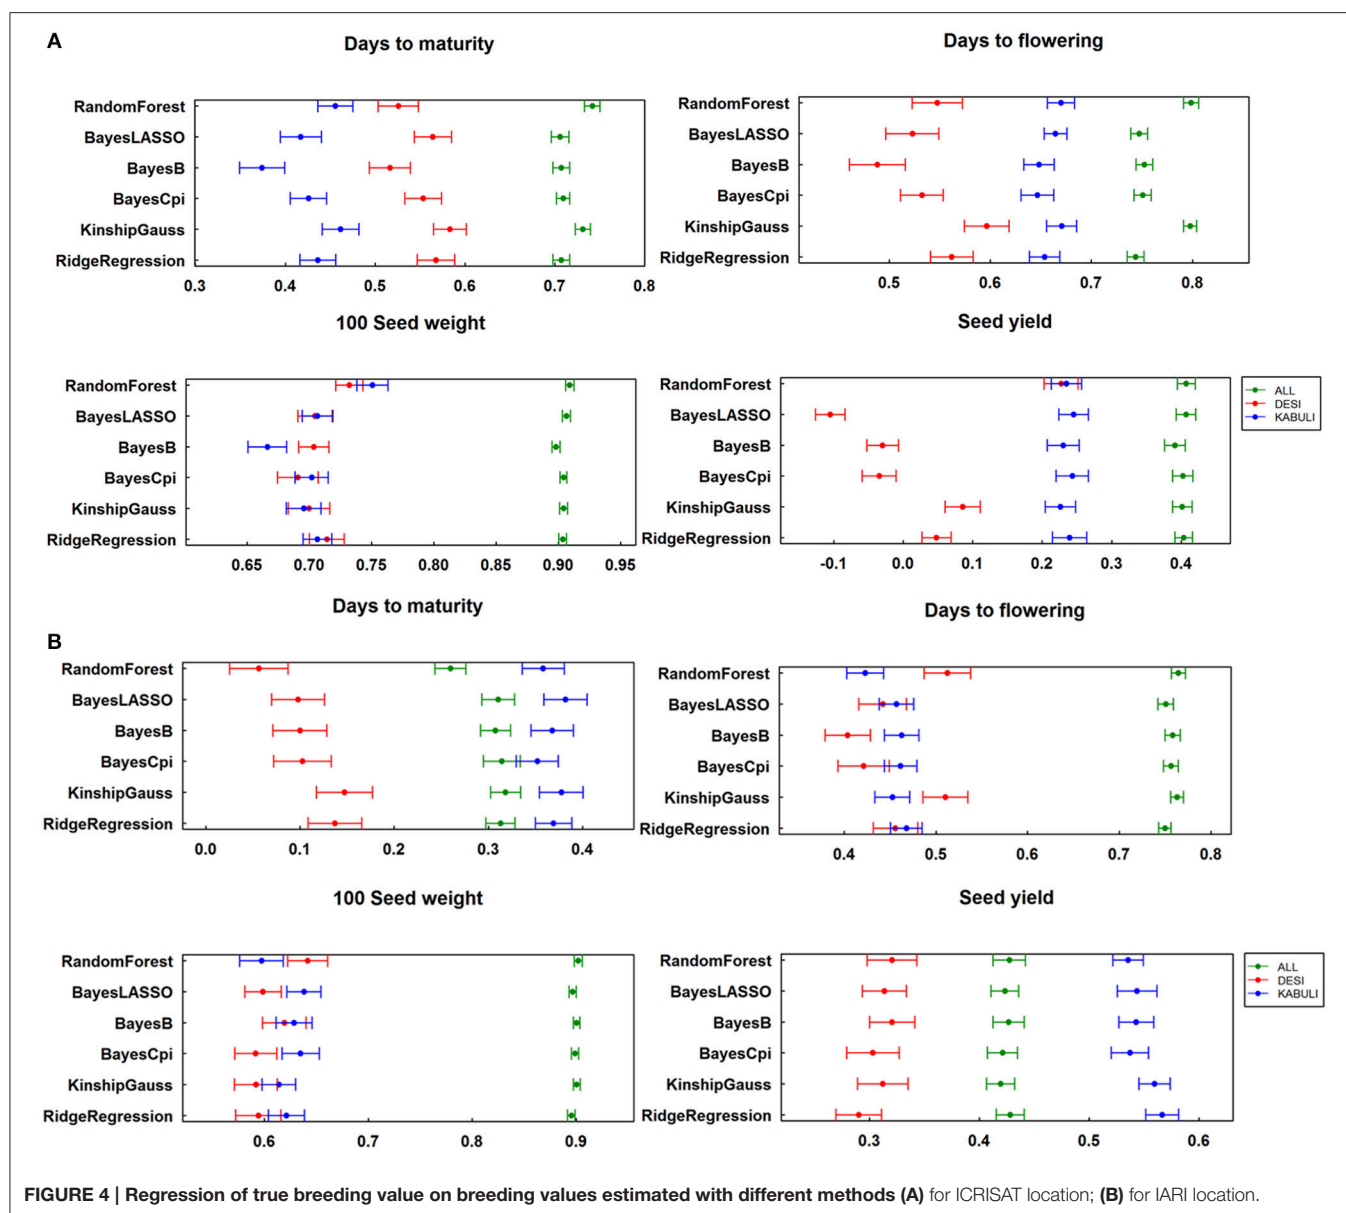 A
Days to maturity
Days to flowering
RandomForest
BayesLASSO
BayesB
BayesCpi
KinshipGauss
RidgeRegression
0.3 0.4 0.5 0.6 0.7 0.8
RandomForest
BayesLASSO
BayesB
BayesCpi
KinshipGauss
RidgeRegression
0.5 0.6 0.7 0.8
100 Seed weight
Seed yield
RandomForest
BayesLASSO
BayesB
BayesCpi
KinshipGauss
RidgeRegression
0.65 0.70 0.75 0.80 0.85 0.90 0.95
RandomForest
BayesLASSO
BayesB
BayesCpi
KinshipGauss
RidgeRegression
-0.1 0.0 0.1 0.2 0.3 0.4
ALL
DESI
KABULI
B
Days to maturity
Days to flowering
RandomForest
BayesLASSO
BayesB
BayesCpi
KinshipGauss
RidgeRegression
0.0 0.1 0.2 0.3 0.4
RandomForest
BayesLASSO
BayesB
BayesCpi
KinshipGauss
RidgeRegression
0.4 0.5 0.6 0.7 0.8
100 Seed weight
Seed yield
RandomForest
BayesLASSO
BayesB
BayesCpi
KinshipGauss
RidgeRegression
0.6 0.7 0.8 0.9
RandomForest
BayesLASSO
BayesB
BayesCpi
KinshipGauss
RidgeRegression
0.3 0.4 0.5 0.6
ALL
DESI
KABULI
FIGURE 4 | Regression of true breeding value on breeding values estimated with different methods (A) for ICRISAT location; (B) for IARI location.